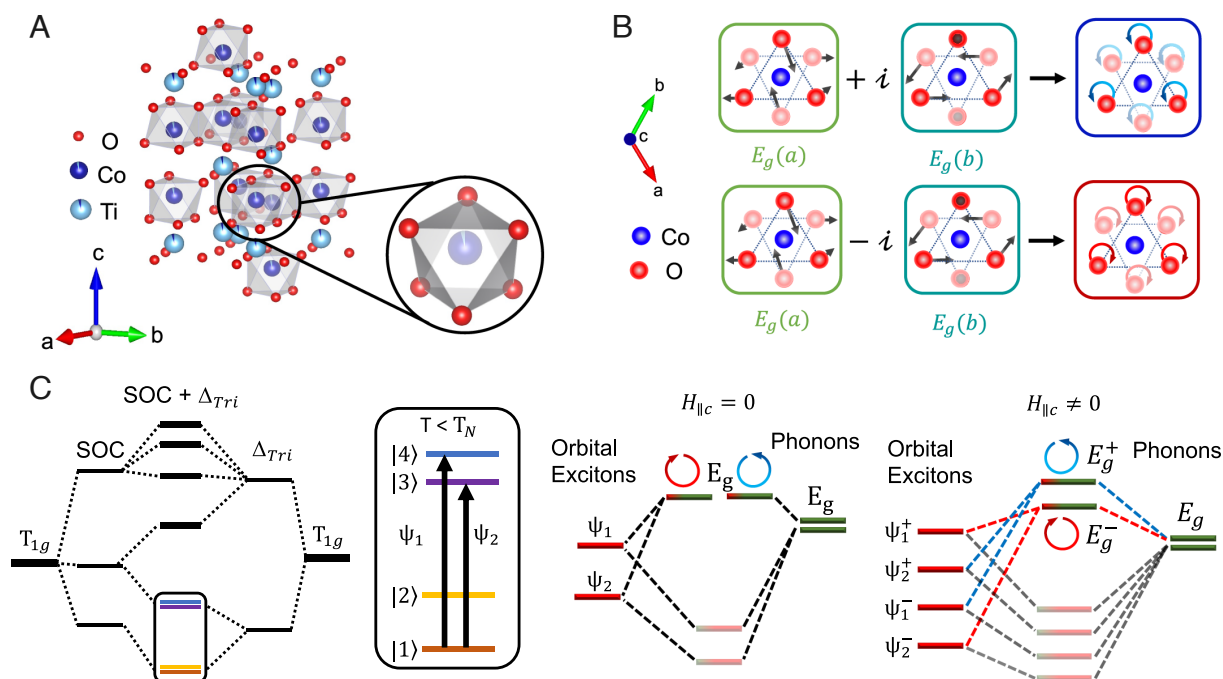 A
O
Co
Ti
c
a
b
B
b
c
a
Co
O
+ i
E_g(a)
E_g(b)
− i
E_g(a)
E_g(b)
C
SOC + Δ_Tri
SOC
Δ_Tri
T_1g
T_1g
T < T_N
|4⟩
|3⟩
ψ_1
ψ_2
|2⟩
|1⟩
H_∥c = 0
Orbital
Excitons
Phonons
E_g
E_g
ψ_1
ψ_2
H_∥c ≠ 0
Orbital
Excitons
E_g^+
Phonons
E_g^-
E_g
ψ_1^+
ψ_2^+
ψ_1^-
ψ_2^-